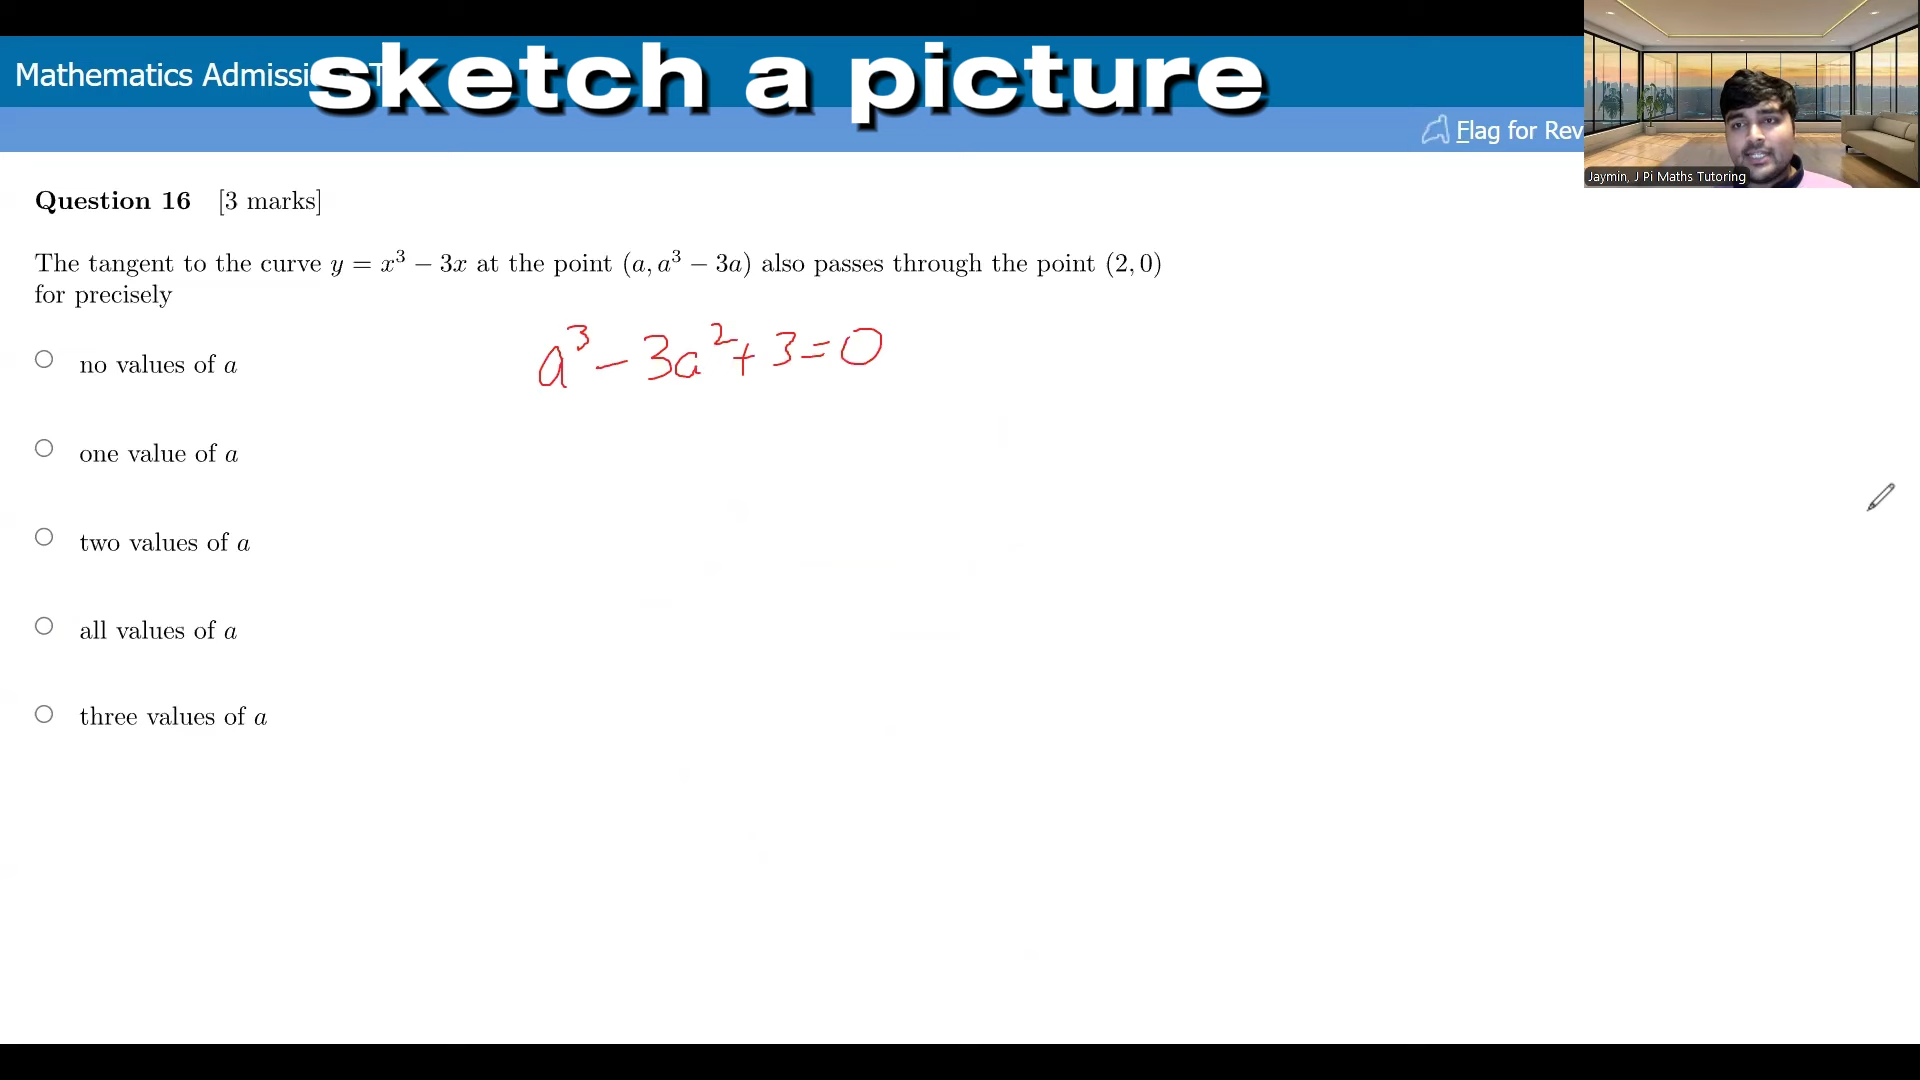 sketch a picture
Mathematics Admissi
Flag for Rev
Jaymin, J Pi Maths Tutoring
Question 16 [3 marks]
The tangent to the curve y = x³ − 3x at the point (a, a³ − 3a) also passes through the point (2, 0)
for precisely
a³ − 3a² + 3 = 0
no values of a
one value of a
two values of a
all values of a
three values of a